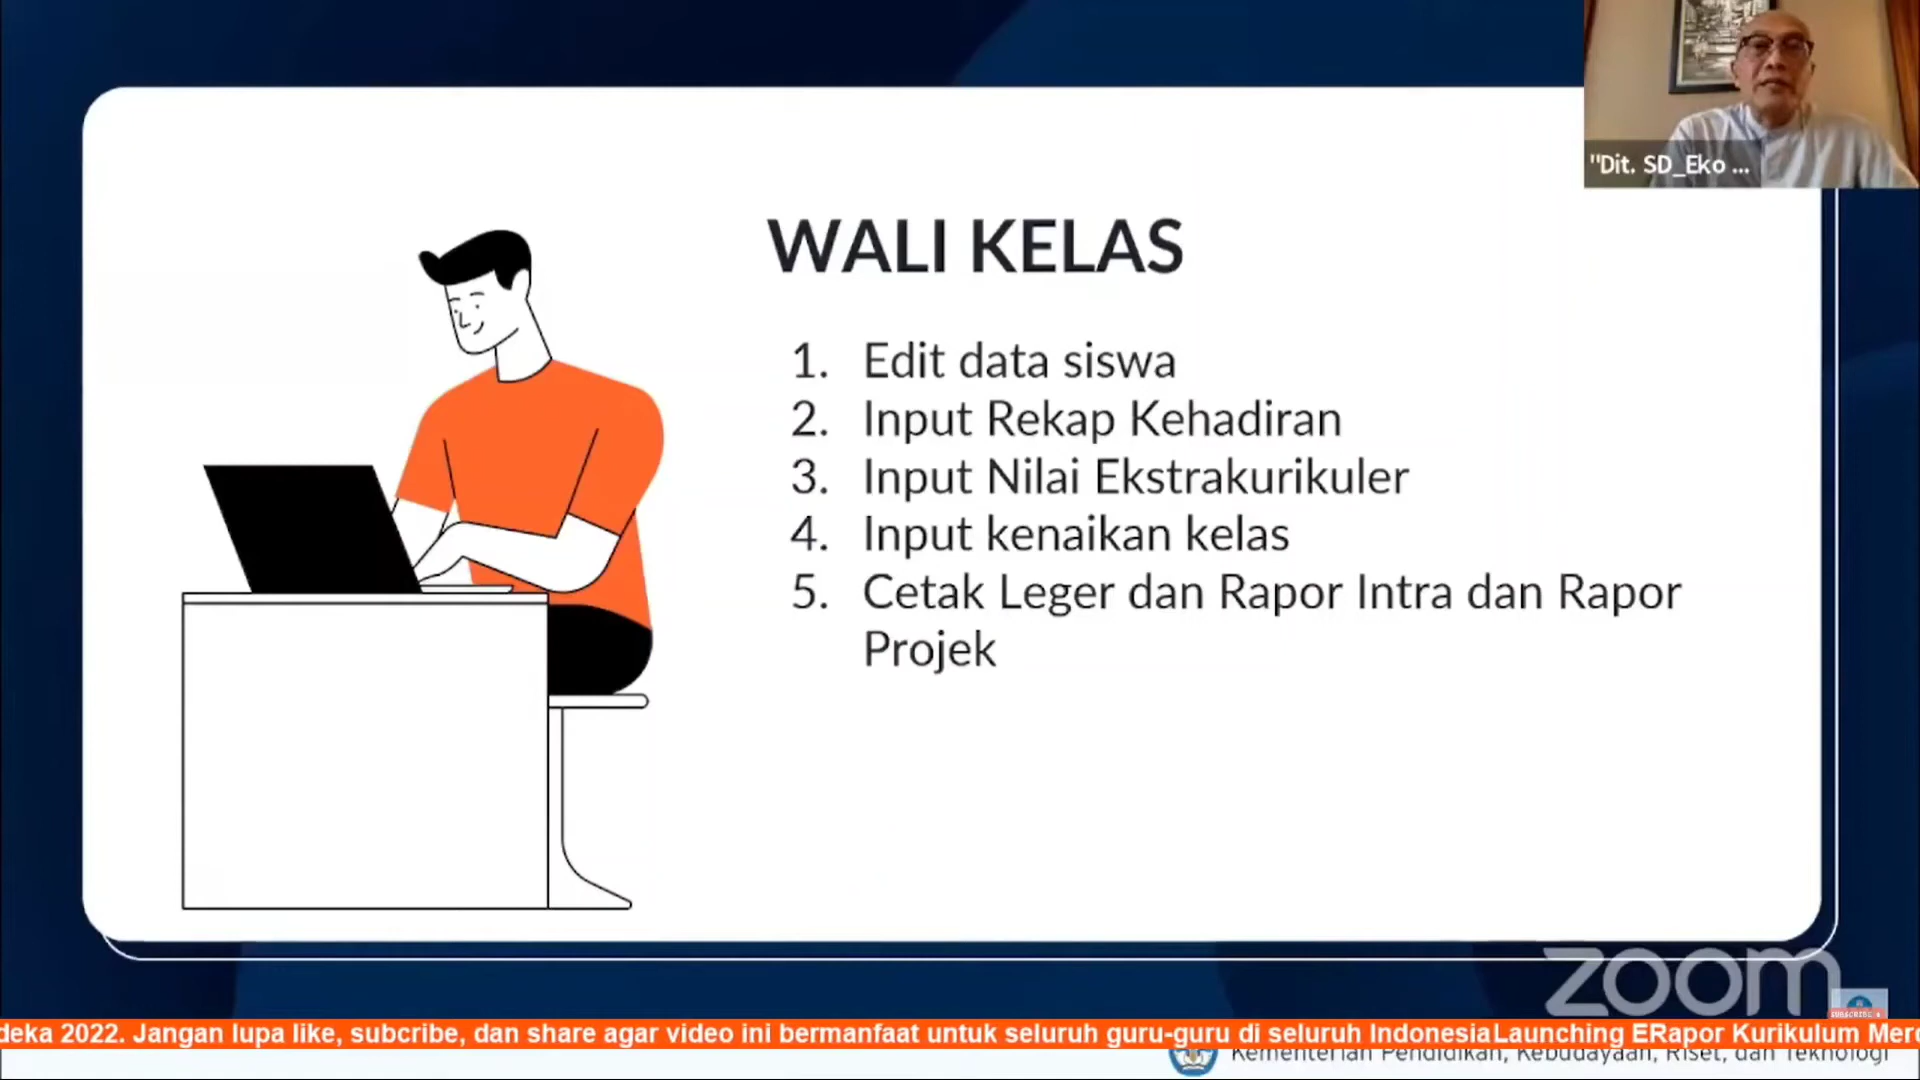 "Dit. SD_Eko ...
WALI KELAS
1. Edit data siswa
2. Input Rekap Kehadiran
3. Input Nilai Ekstrakurikuler
4. Input kenaikan kelas
5. Cetak Leger dan Rapor Intra dan Rapor
Projek
zoom
SUBSCRIBE
deka 2022. Jangan lupa like, subcribe, dan share agar video ini bermanfaat untuk seluruh guru-guru di seluruh IndonesiaLaunching ERapor Kurikulum Merd
Kementerian Pendidikan, Kebudayaan, Riset, dan Teknologi